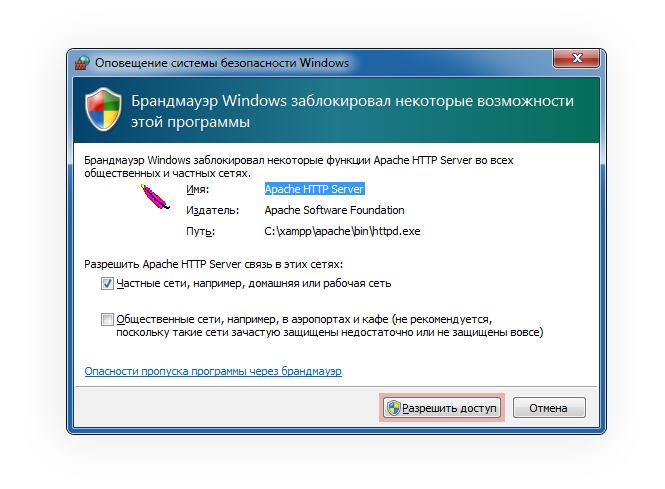 Оповещение системы безопасности Windows
Брандмауэр Windows заблокировал некоторые возможности
этой программы
Брандмауэр Windows заблокировал некоторые функции Apache HTTP Server во всех
общественных и частных сетях.
Имя: Apache HTTP Server
Издатель: Apache Software Foundation
Путь: C:\xampp\apache\bin\httpd.exe
Разрешить Apache HTTP Server связь в этих сетях:
Частные сети, например, домашняя или рабочая сеть
Общественные сети, например, в аэропортах и кафе (не рекомендуется,
поскольку такие сети зачастую защищены недостаточно или не защищены вовсе)
Опасности пропуска программы через брандмауэр
Разрешить доступ Отмена